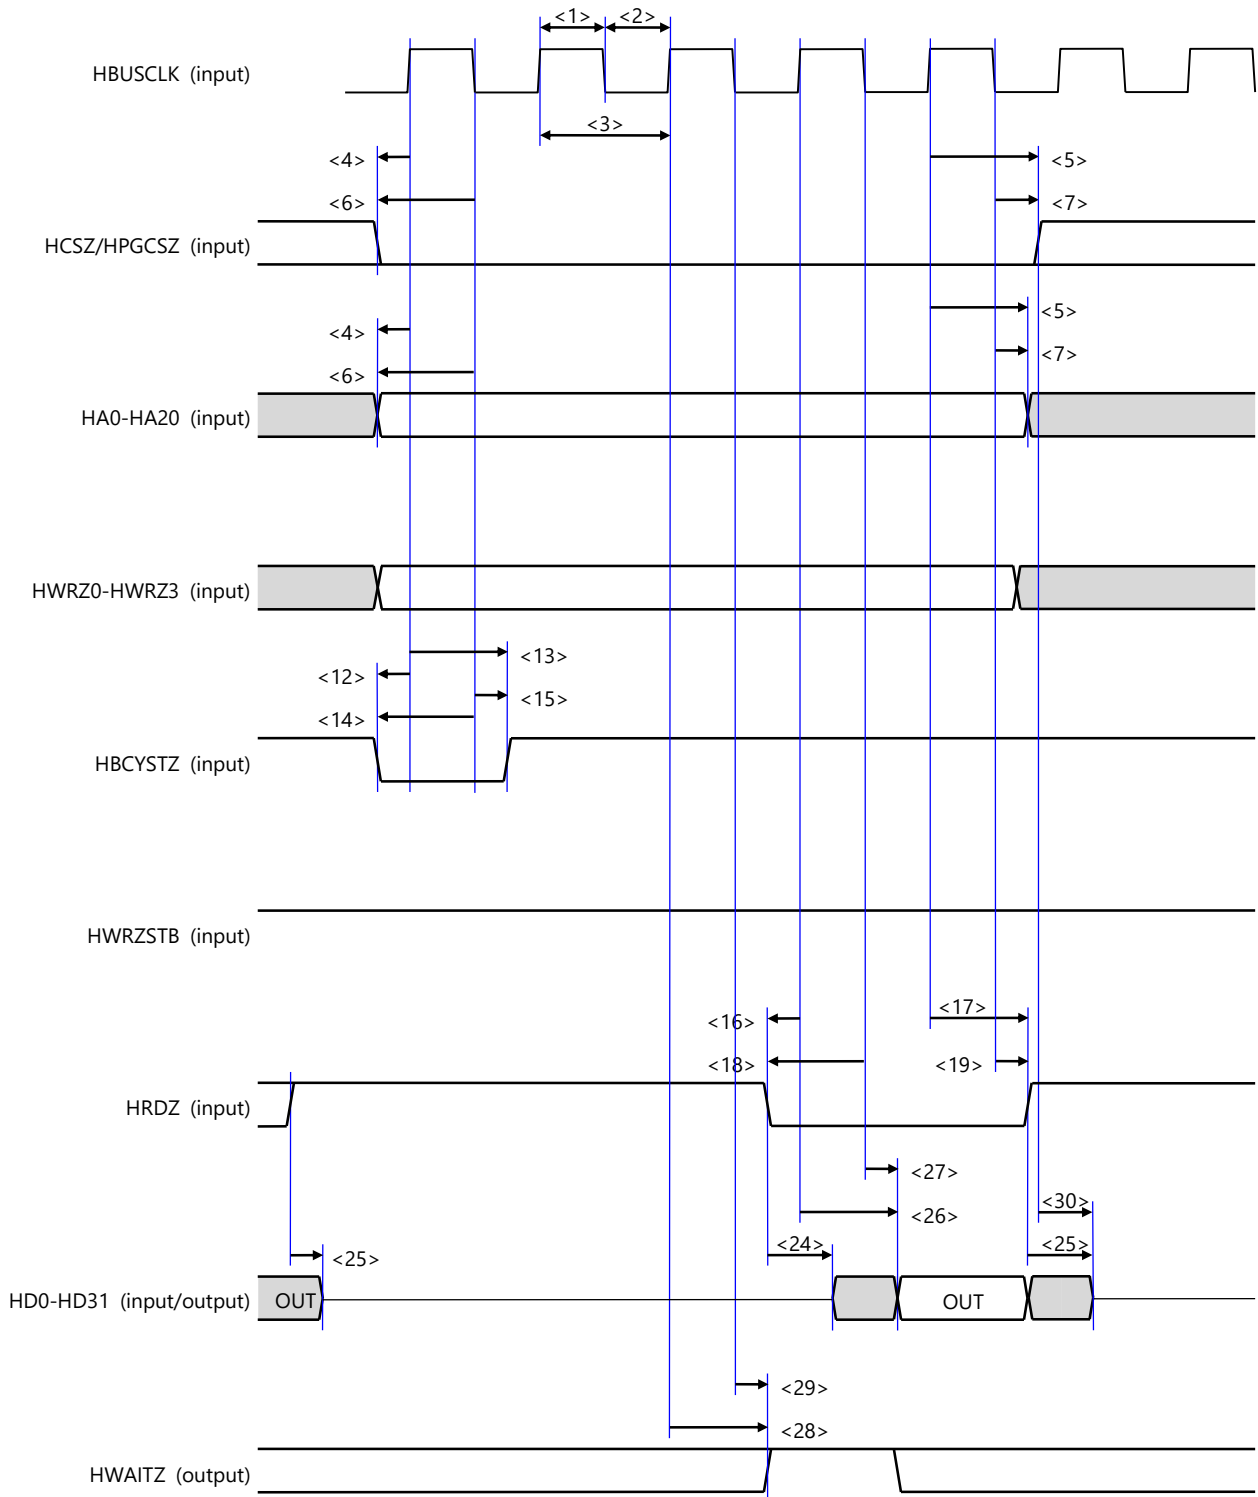 <1> <2>
HBUSCLK (input)
<3>
<4> <5>
<6> <7>
HCSZ/HPGCSZ (input)
<5>
<4>
<7>
<6>
HA0-HA20 (input)
HWRZ0-HWRZ3 (input)
<13>
<12>
<15>
<14>
HBCYSTZ (input)
HWRZSTB (input)
<17>
<16>
<18> <19>
HRDZ (input)
<27>
<30>
<26>
<24> <25>
<25>
HD0-HD31 (input/output) OUT OUT
<29>
<28>
HWAITZ (output)